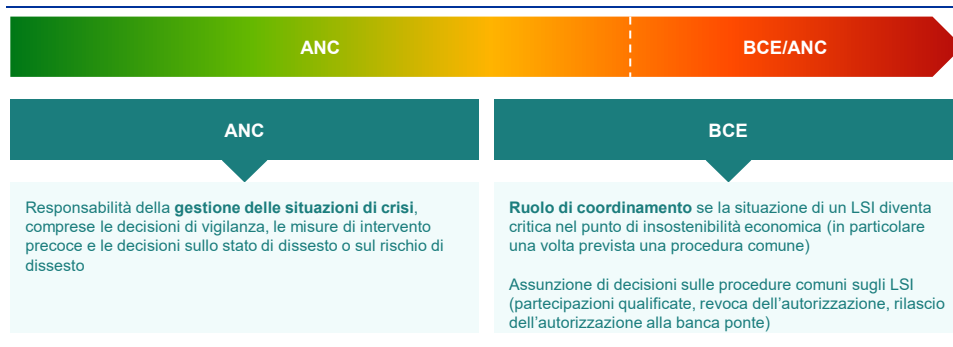 ANC
BCE/ANC
ANC
BCE
Responsabilità della gestione delle situazioni di crisi,
comprese le decisioni di vigilanza, le misure di intervento
precoce e le decisioni sullo stato di dissesto o sul rischio di
dissesto
Ruolo di coordinamento se la situazione di un LSI diventa
critica nel punto di insostenibilità economica (in particolare
una volta prevista una procedura comune)
Assunzione di decisioni sulle procedure comuni sugli LSI
(partecipazioni qualificate, revoca dell'autorizzazione, rilascio
dell'autorizzazione alla banca ponte)